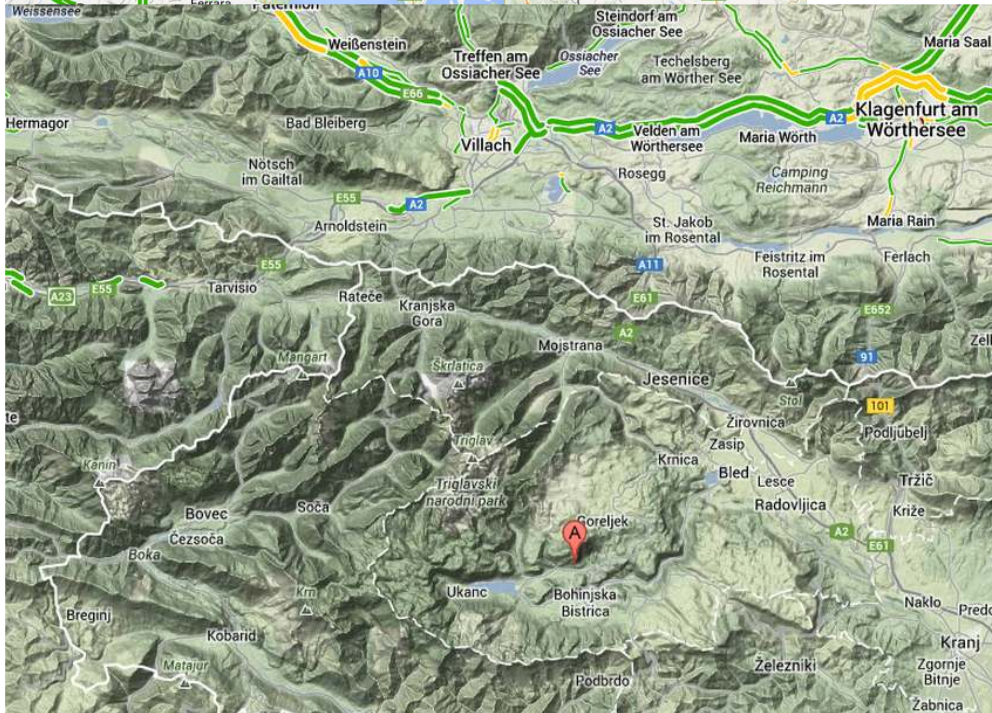 Weissensee
Ferrara
Paternion
Weißenstein
Steindorf am
Ossiacher See
Treffen am
Ossiacher See
Ossiacher
See
Techelsberg
am Wörther See
Maria Saal
A10
E66
Klagenfurt am
Wörthersee
Hermagor
Bad Bleiberg
Villach
A2
Velden am
Wörthersee
Maria Wörth
A2
Nötsch
im Gailtal
Rosegg
Camping
Reichmann
E55
A2
Arnoldstein
St. Jakob
im Rosental
Maria Rain
Feistritz im
Rosental
Ferlach
A11
E55
A23
E55
Tarvisio
Rateče
Kranjska
Gora
E61
E652
A2
Mojstrana
91
Mangart
Škrlatica
Jesenice
Stol
101
Žirovnica
Podljubelj
Zasip
Triglav
Krnica
Kanin
Triglavski
narodni park
Bled
Lesce
Tržič
Radovljica
Bovec
Soča
Križe
Čezsoča
Goreljek
A
A2
E61
Boka
Ukanc
Bohinjska
Bistrica
Krn
Naklo
Breginj
Kobarid
Kranj
Matajur
Železniki
Zgornje
Bitnje
Podbrdo
Žabnica